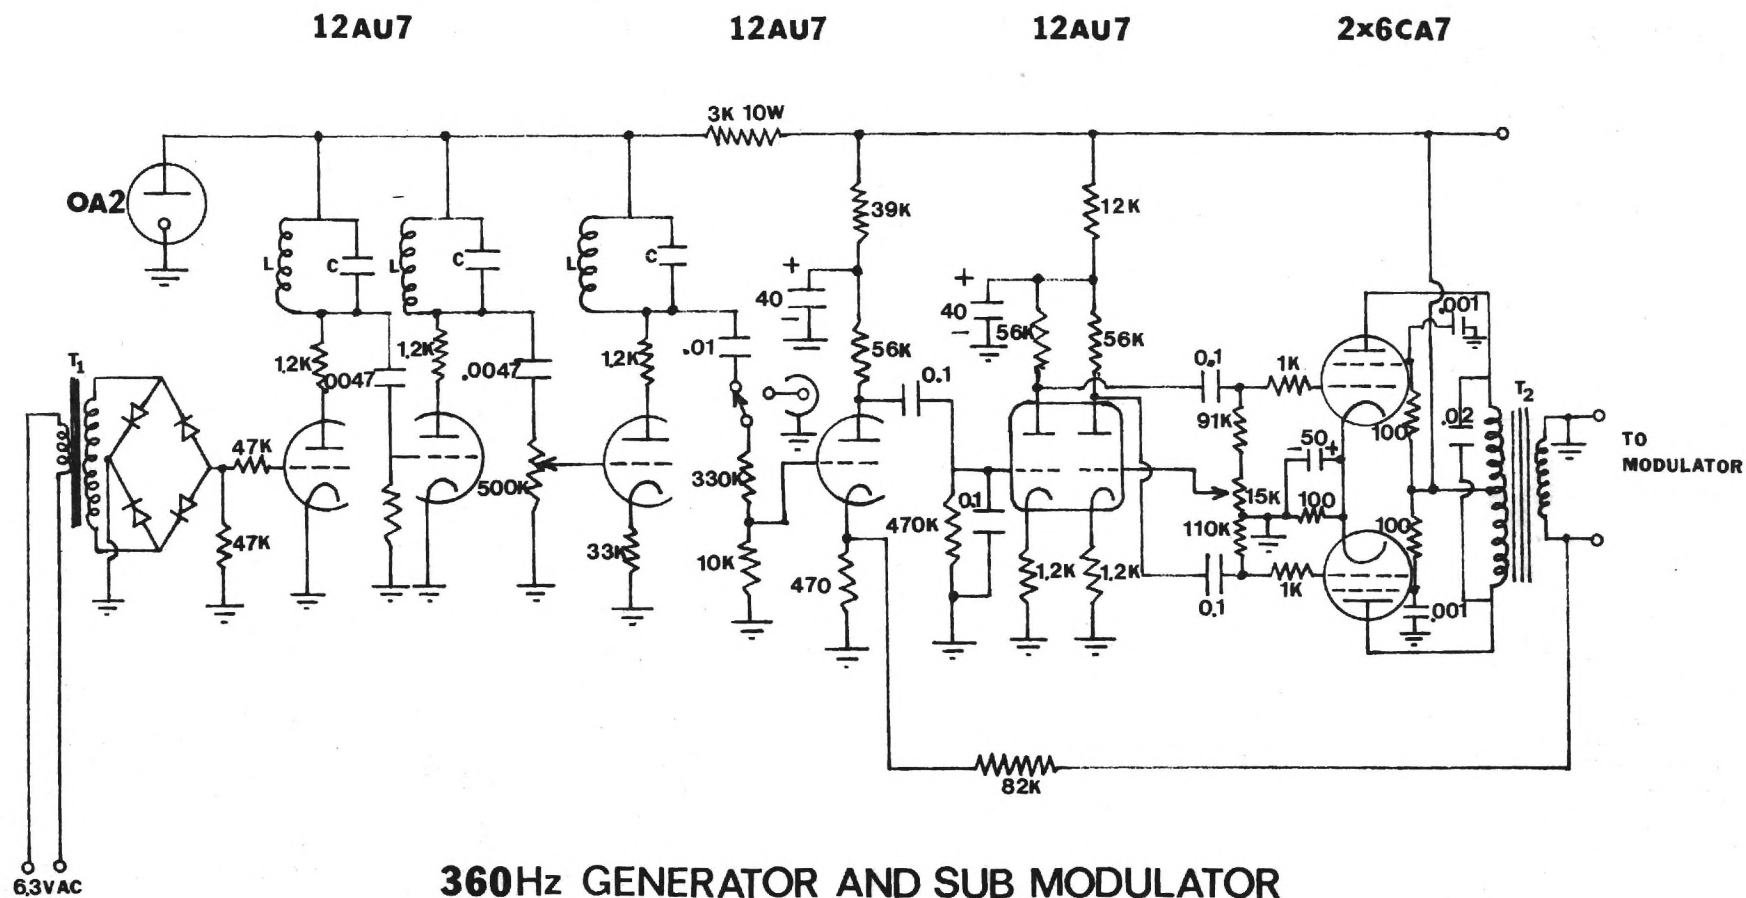 12AU7 12AU7 12AU7 2x6CA7
3K 10W
OA2
39K
12K
L C L C L C
+
40
-
+
40
-
56K
56K
56K
.001
T1
1.2K
.0047
1.2K
.0047
1.2K
.01
0.1
0.1
1K
91K
100
.02
T2
50
- +
TO
MODULATOR
47K
500K
330K
470K
0.1
15K
100
110K
100
47K
33K
10K
470
1.2K
1.2K
0.1
1K
.001
82K
6.3VAC
360Hz GENERATOR AND SUB MODULATOR